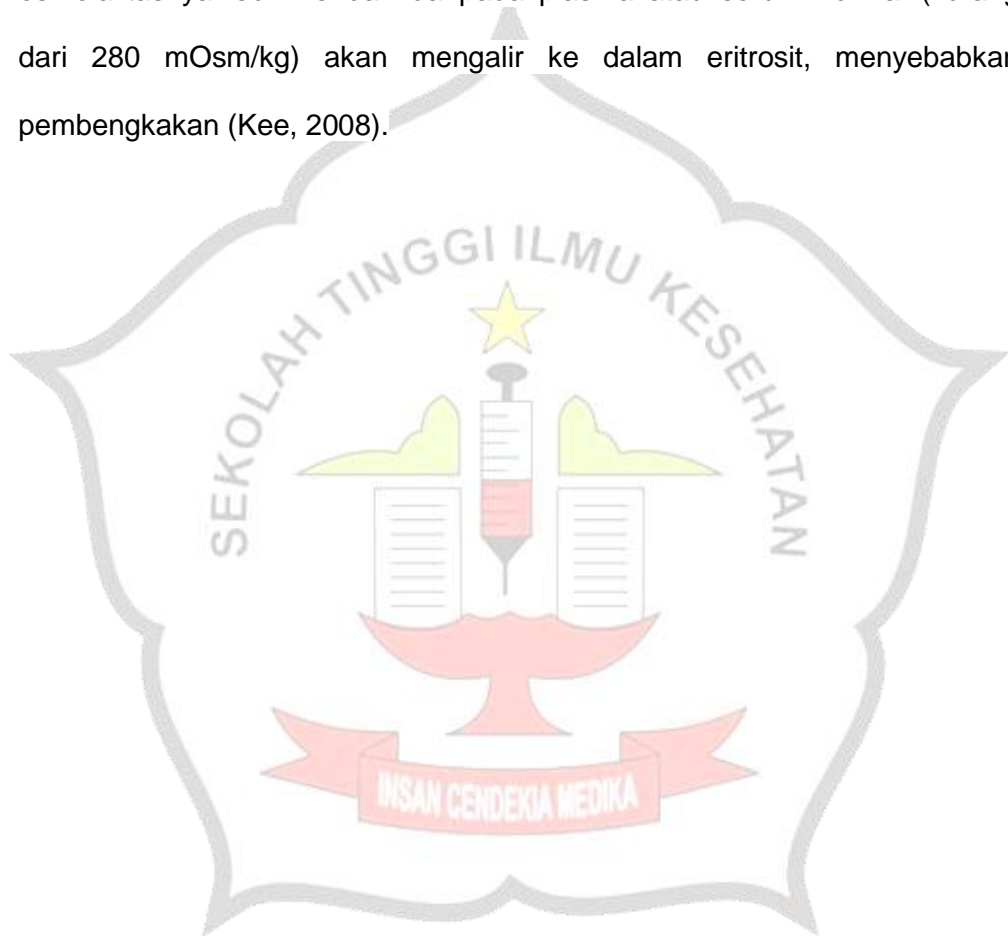 dari 280 mOsm/kg) akan mengalir ke dalam eritrosit, menyebabkan
pembengkakan (Kee, 2008).
SEKOLAH TINGGI ILMU KESEHATAN
INSAN CENDEKIA MEDIKA